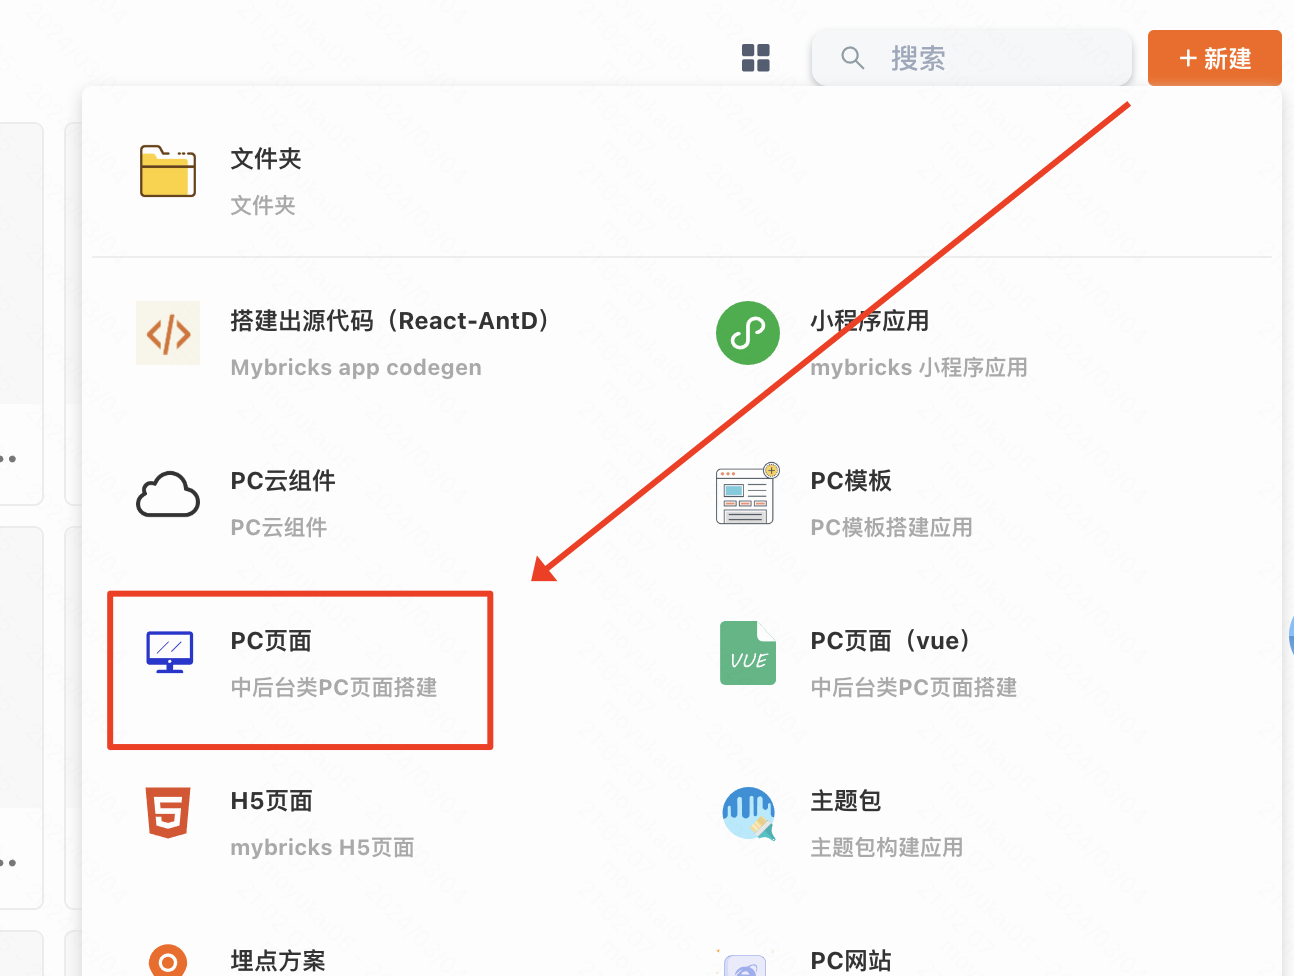 搜索
+ 新建
文件夹
文件夹
搭建出源代码（React-AntD）
Mybricks app codegen
小程序应用
mybricks 小程序应用
PC云组件
PC云组件
PC模板
PC模板搭建应用
PC页面
中后台类PC页面搭建
VUE
PC页面（vue）
中后台类PC页面搭建
H5页面
mybricks H5页面
主题包
主题包构建应用
埋点方案
PC网站